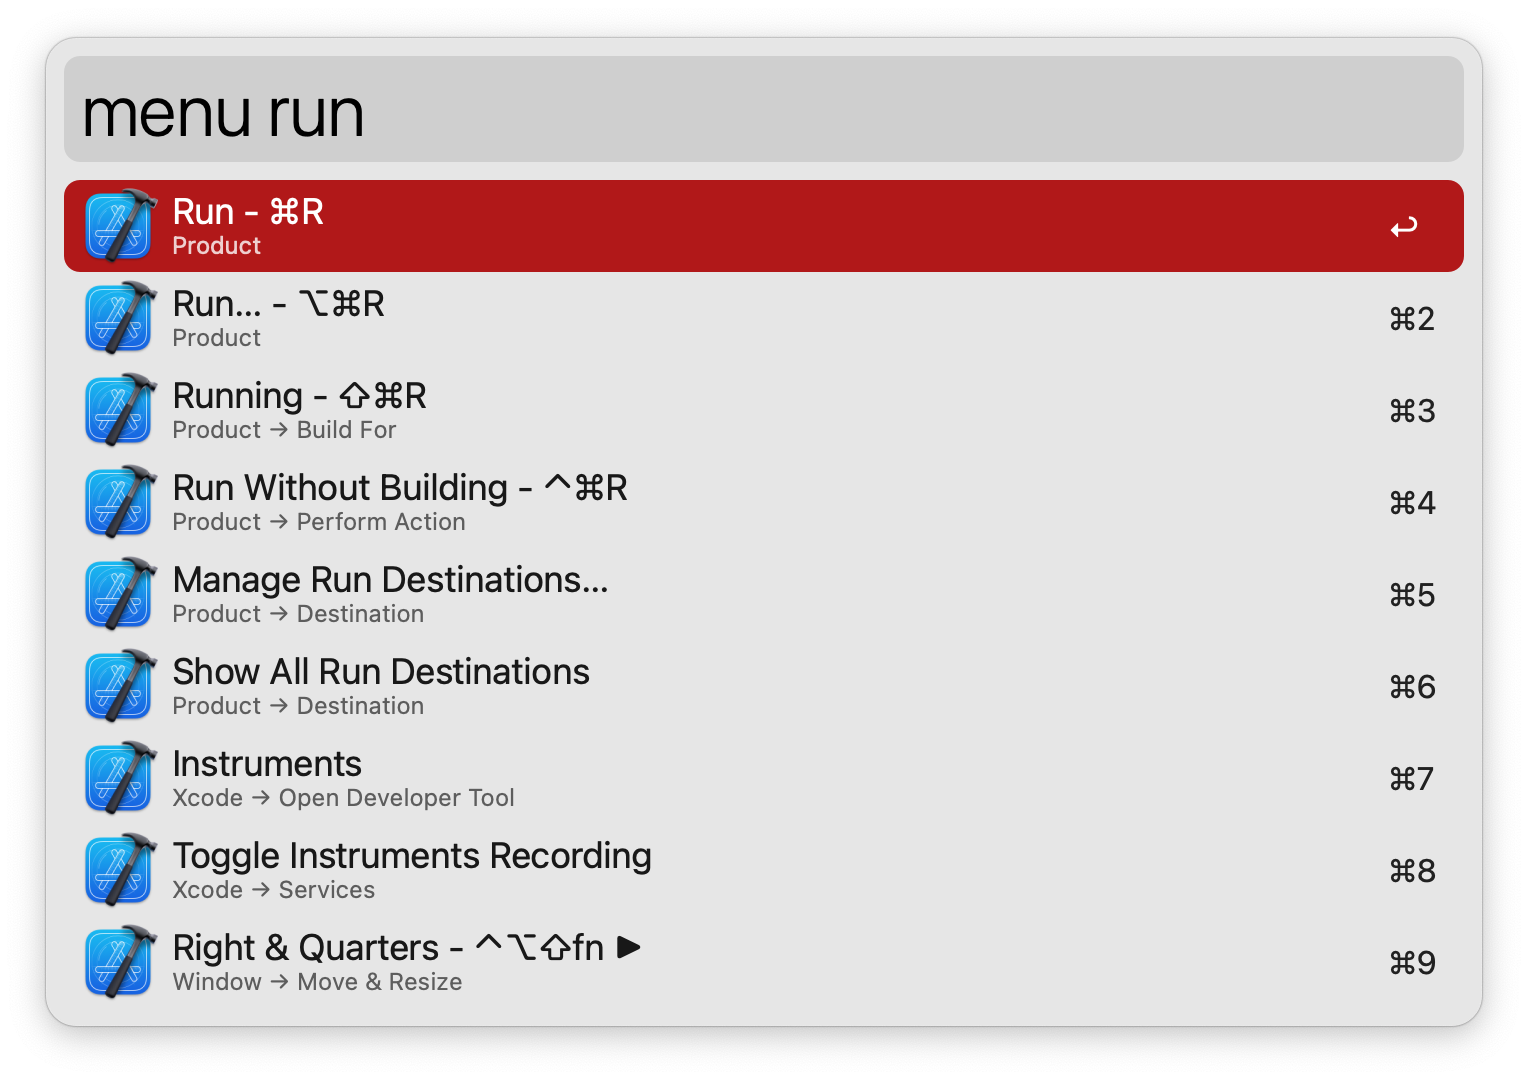 menu run
Run - ⌘R
Product
Run... - ⌥⌘R
Product
⌘2
Running - ⇧⌘R
Product → Build For
⌘3
Run Without Building - ^⌘R
Product → Perform Action
⌘4
Manage Run Destinations...
Product → Destination
⌘5
Show All Run Destinations
Product → Destination
⌘6
Instruments
Xcode → Open Developer Tool
⌘7
Toggle Instruments Recording
Xcode → Services
⌘8
Right & Quarters - ^⌥⇧fn ▶
Window → Move & Resize
⌘9